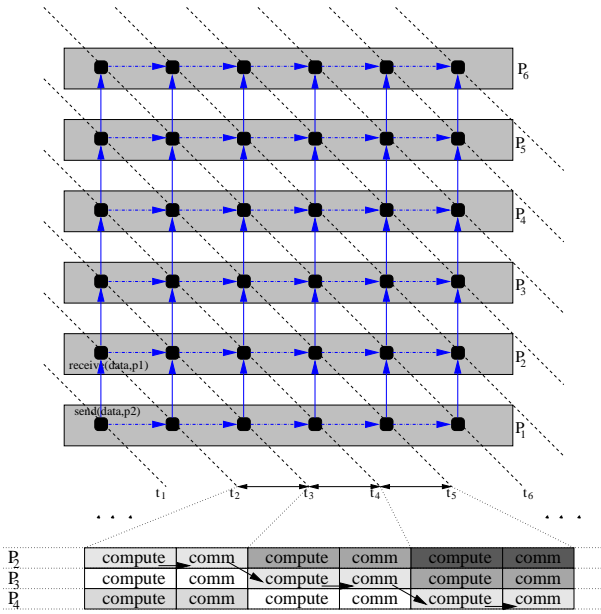 P6
P5
P4
P3
receive(data,p1)
P2
send(data,p2)
P1
t1 t2 t3 t4 t5 t6
. . . . . .
P2 compute comm compute comm compute comm
P3 compute comm compute comm compute comm
P4 compute comm compute comm compute comm